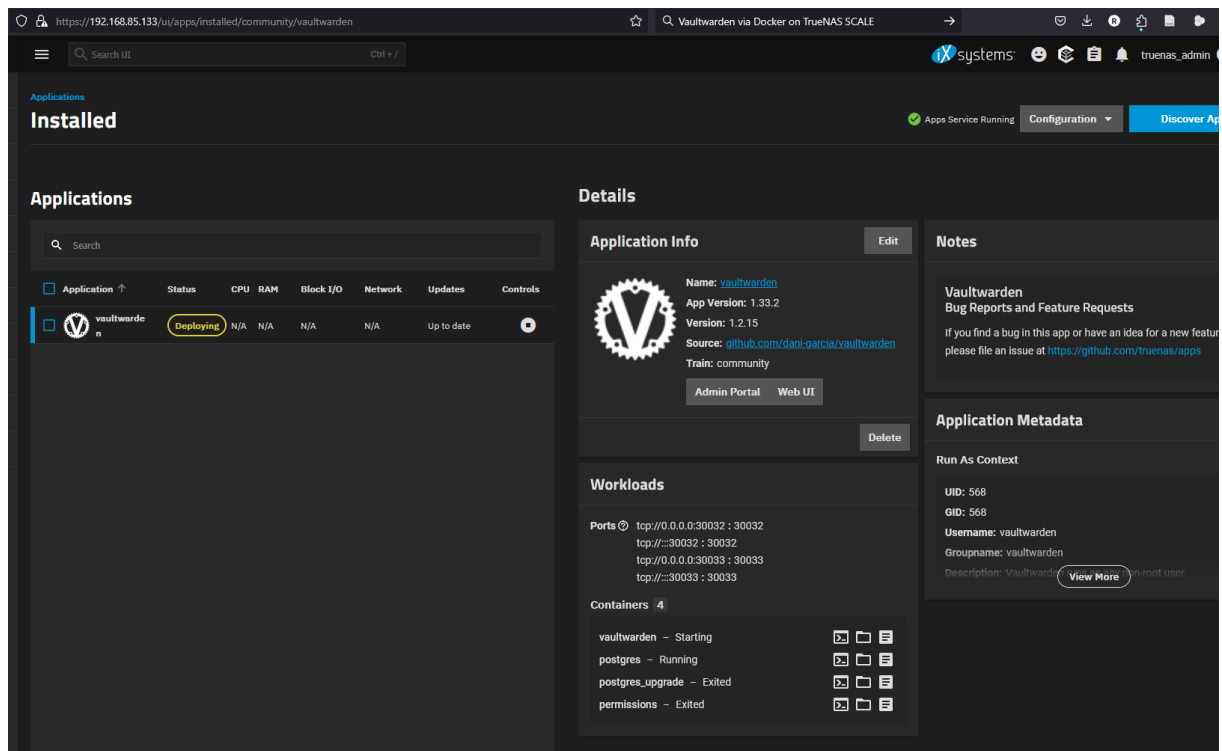 https://192.168.85.133/ui/apps/installed/community/vaultwarden
Vaultwarden via Docker on TrueNAS SCALE
Search UI
Ctrl + /
iX systems
truenas_admin
Applications
Installed
Apps Service Running
Configuration
Discover Ap
Applications
Search
Application Status CPU RAM Block I/O Network Updates Controls
vaultwarde
n
Deploying N/A N/A N/A N/A Up to date
Details
Application Info
Edit
Name: vaultwarden
App Version: 1.33.2
Version: 1.2.15
Source: github.com/dani-garcia/vaultwarden
Train: community
Admin Portal Web UI
Delete
Workloads
Ports tcp://0.0.0.0:30032 : 30032
tcp://:::30032 : 30032
tcp://0.0.0.0:30033 : 30033
tcp://:::30033 : 30033
Containers 4
vaultwarden – Starting
postgres – Running
postgres_upgrade – Exited
permissions – Exited
Notes
Vaultwarden
Bug Reports and Feature Requests
If you find a bug in this app or have an idea for a new featur
please file an issue at https://github.com/truenas/apps
Application Metadata
Run As Context
UID: 568
GID: 568
Username: vaultwarden
Groupname: vaultwarden
Description: Vaultwarden non-root user.
View More